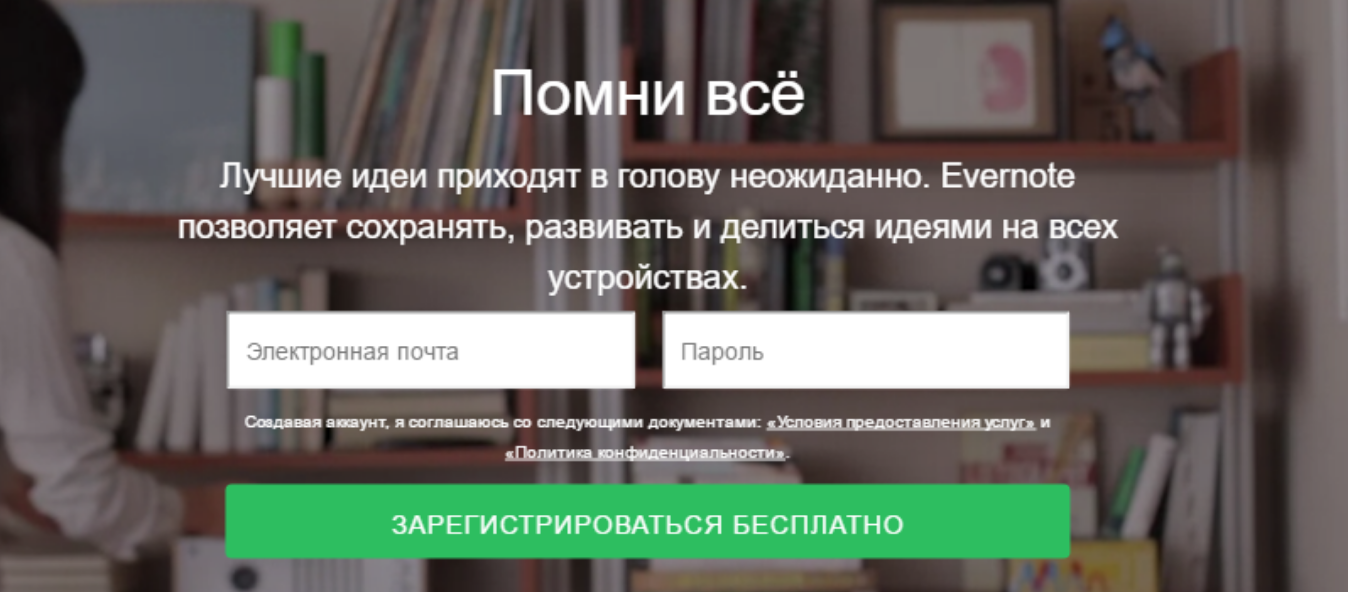 Помни всё
Лучшие идеи приходят в голову неожиданно. Evernote
позволяет сохранять, развивать и делиться идеями на всех
устройствах.
Электронная почта
Пароль
Создавая аккаунт, я соглашаюсь со следующими документами: «Условия предоставления услуг» и
«Политика конфиденциальности».
ЗАРЕГИСТРИРОВАТЬСЯ БЕСПЛАТНО